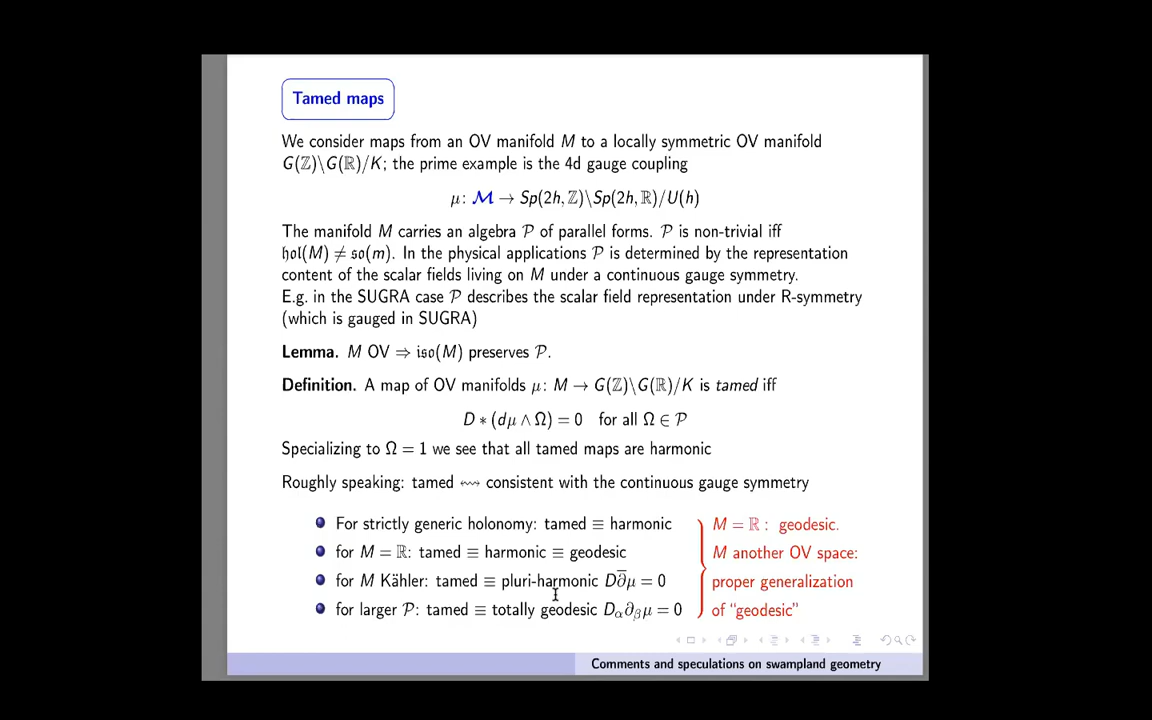 Tamed maps
We consider maps from an OV manifold M to a locally symmetric OV manifold
G(ℤ)\G(ℝ)/K; the prime example is the 4d gauge coupling
μ: ℳ → Sp(2h, ℤ)\Sp(2h, ℝ)/U(h)
The manifold M carries an algebra 𝒫 of parallel forms. 𝒫 is non-trivial iff
𝔥𝔬𝔩(M) ≠ 𝔰𝔬(m). In the physical applications 𝒫 is determined by the representation
content of the scalar fields living on M under a continuous gauge symmetry.
E.g. in the SUGRA case 𝒫 describes the scalar field representation under R-symmetry
(which is gauged in SUGRA)
Lemma. M OV ⇒ 𝔦𝔰𝔬(M) preserves 𝒫.
Definition. A map of OV manifolds μ: M → G(ℤ)\G(ℝ)/K is tamed iff
D ∗ (dμ ∧ Ω) = 0 for all Ω ∈ 𝒫
Specializing to Ω = 1 we see that all tamed maps are harmonic
Roughly speaking: tamed ↭ consistent with the continuous gauge symmetry
For strictly generic holonomy: tamed ≡ harmonic
for M = ℝ: tamed ≡ harmonic ≡ geodesic
for M Kähler: tamed ≡ pluri-harmonic D∂̄μ = 0
for larger 𝒫: tamed ≡ totally geodesic D_α∂_βμ = 0
M = ℝ : geodesic.
M another OV space:
proper generalization
of “geodesic”
Comments and speculations on swampland geometry